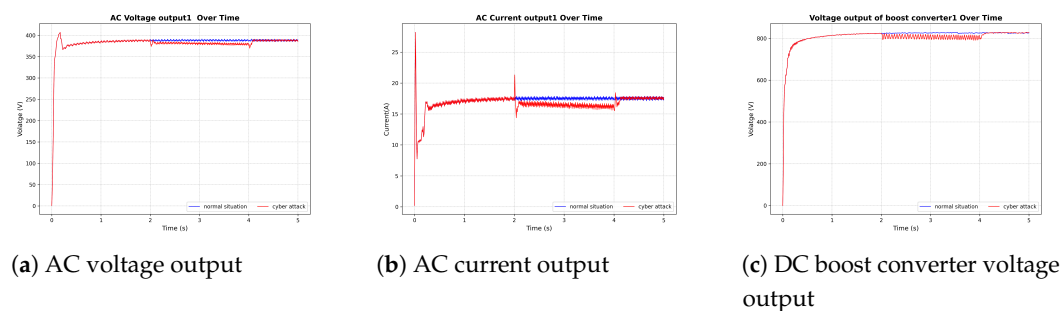 AC Voltage output1  Over Time
Volatge (V)
400
350
300
250
200
150
100
50
0
0 1 2 3 4 5
Time (s)
normal situation
cyber attack
(a) AC voltage output
AC Current output1 Over Time
Current(A)
25
20
15
10
5
0
0 1 2 3 4 5
Time (s)
normal situation
cyber attack
(b) AC current output
Voltage output of boost converter1 Over Time
Volatge (V)
800
600
400
200
0
0 1 2 3 4 5
Time (s)
normal situation
cyber attack
(c) DC boost converter voltage
output